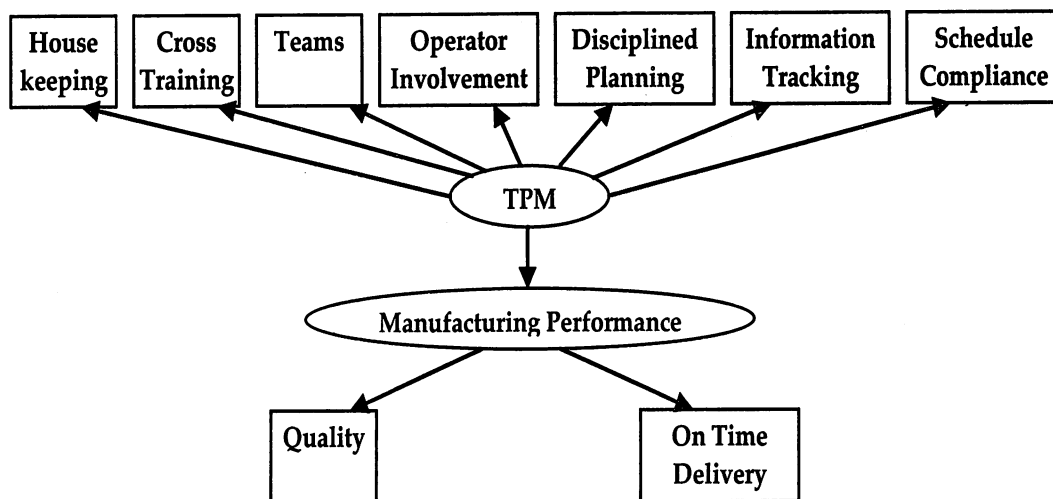 House
keeping
Cross
Training
Teams
Operator
Involvement
Disciplined
Planning
Information
Tracking
Schedule
Compliance
TPM
Manufacturing Performance
Quality
On Time
Delivery